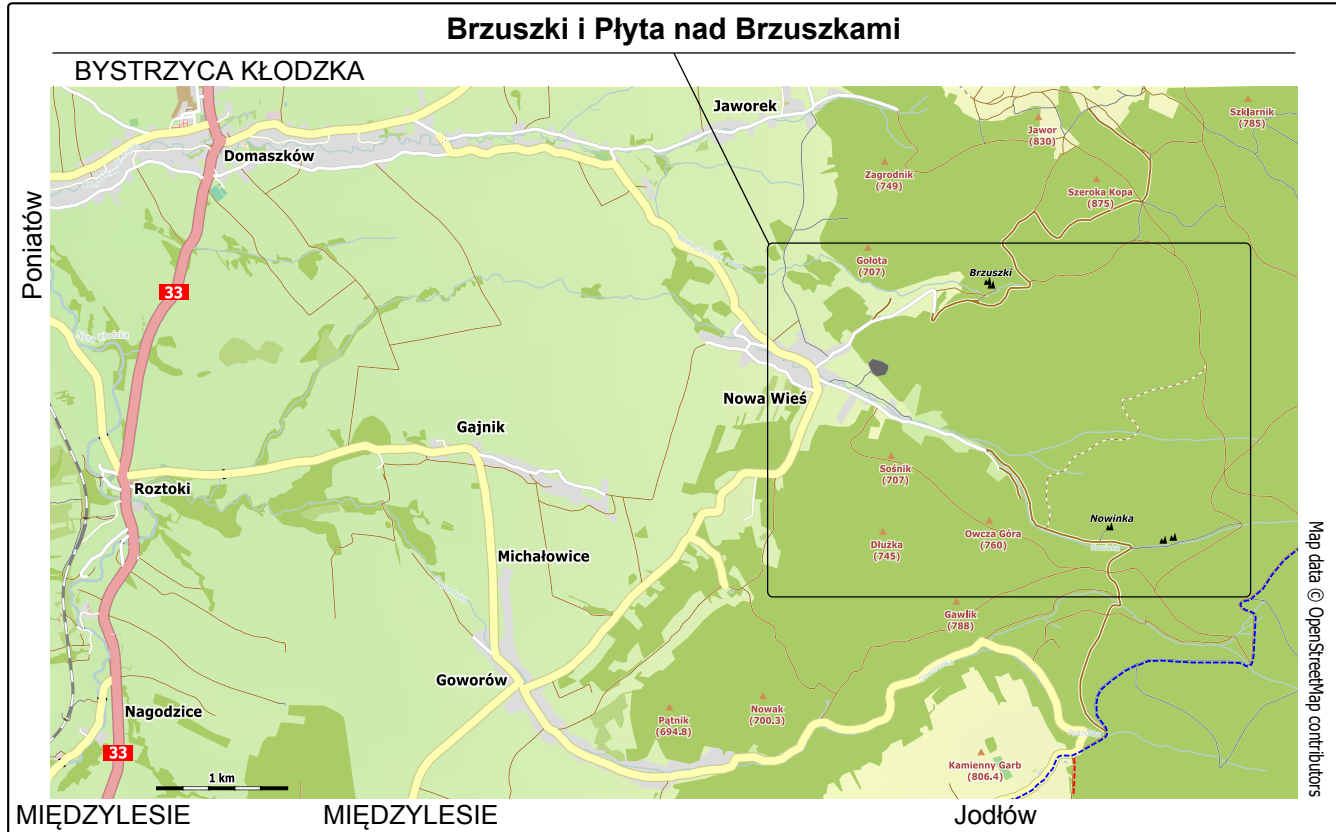 Brzuszki i Płyta nad Brzuszkami
BYSTRZYCA KŁODZKA
Poniatów
Jaworek
Domaszków
Szklarnik
(785)
Jawor
(830)
Zagrodnik
(749)
Szeroka Kopa
(875)
Gołota
(707)
Brzuszki
33
Nysa Kłodzka
Nowa Wieś
Gajnik
Sośnik
(707)
Roztoki
Nowinka
Nowinka
Dłużka
(745)
Owcza Góra
(760)
Michałowice
Gawlik
(788)
Goworów
Nagodzice
Pątnik
(694.8)
Nowak
(700.3)
33
Kamienny Garb
(806.4)
1 km
MIĘDZYLESIE
MIĘDZYLESIE
Jodłów
Map data © OpenStreetMap contributors